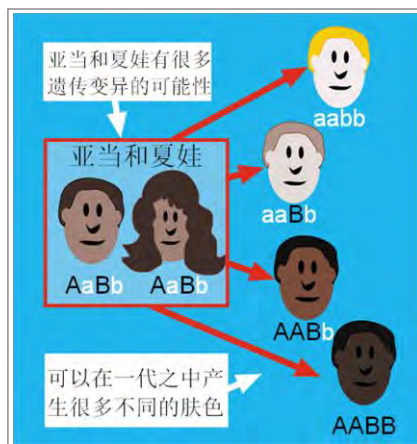 亚当和夏娃有很多
遗传变异的可能性
亚当和夏娃
AaBb AaBb
aabb
aaBb
AABb
AABB
可以在一代之中产
生很多不同的肤色